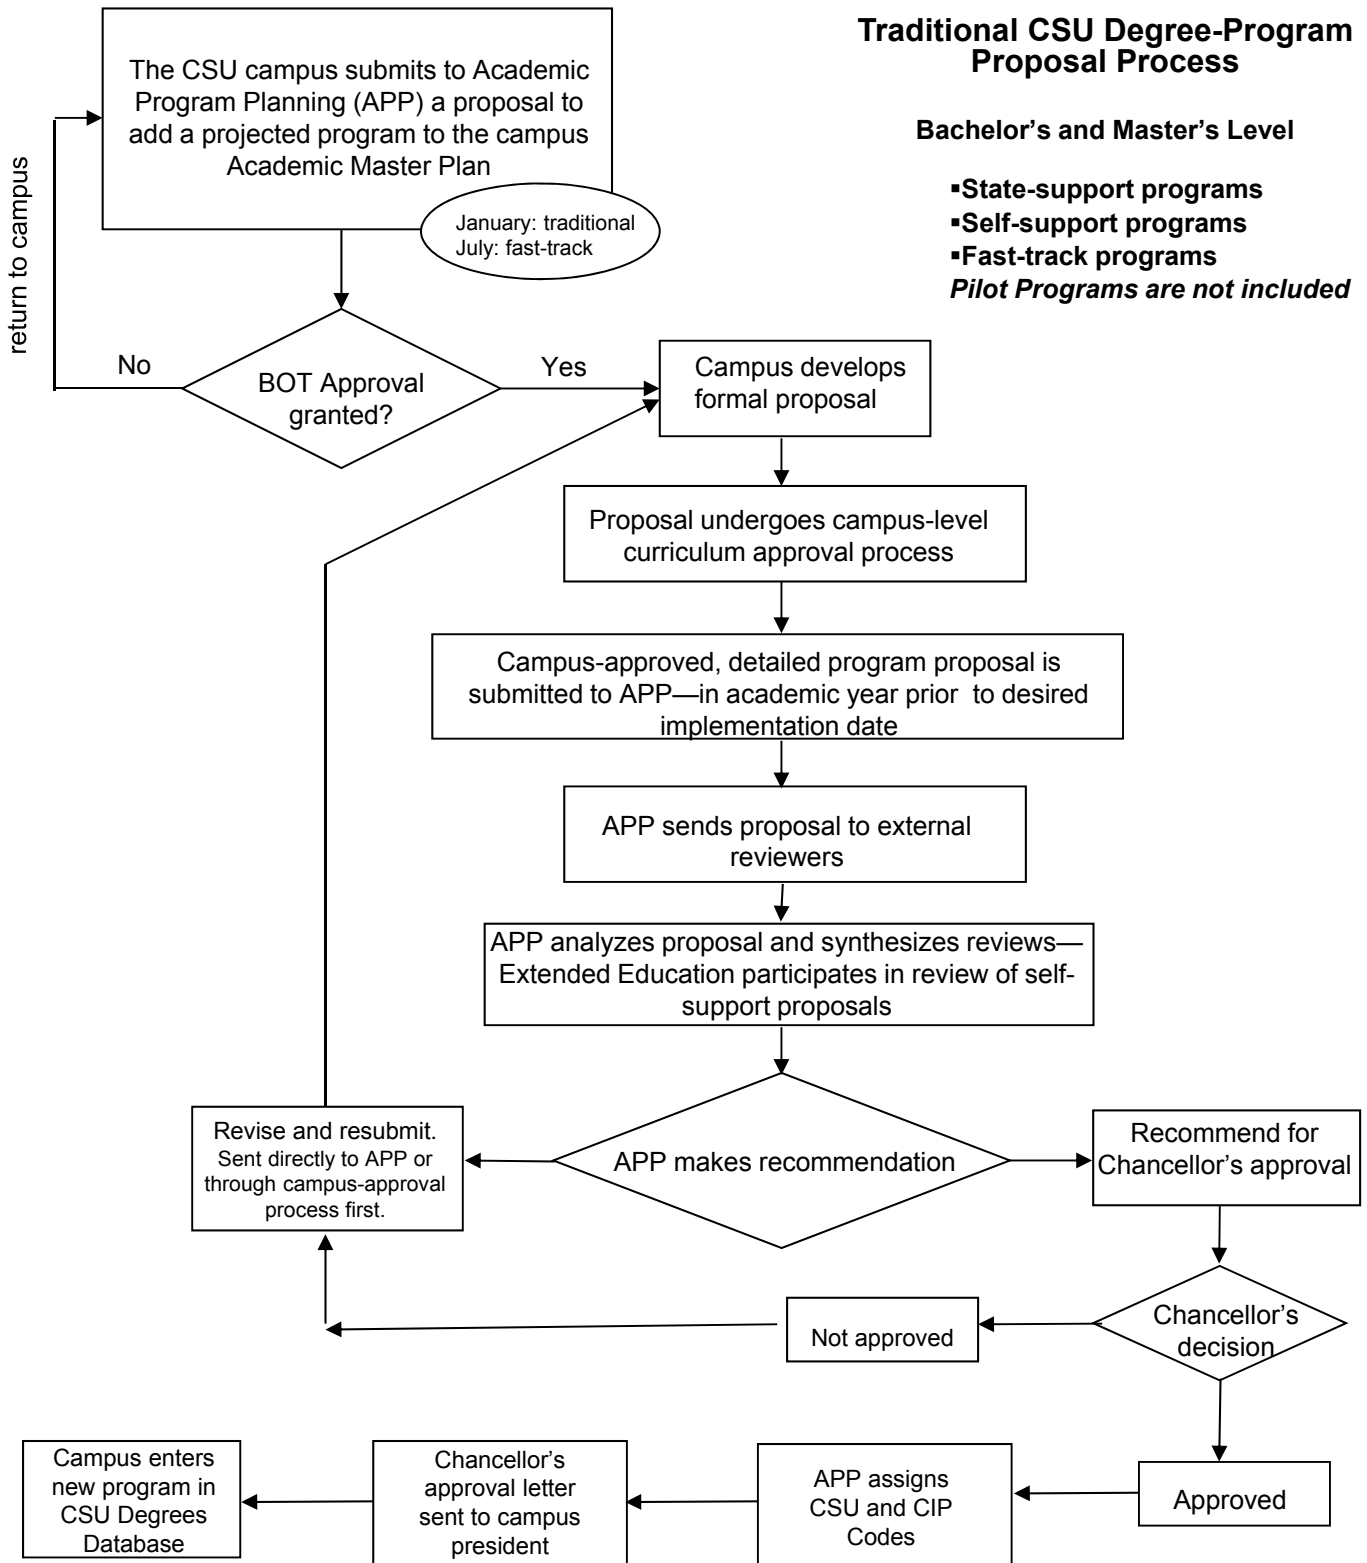 Traditional CSU Degree-Program
Proposal Process
Bachelor’s and Master’s Level
▪State-support programs
▪Self-support programs
▪Fast-track programs
Pilot Programs are not included
The CSU campus submits to Academic
Program Planning (APP) a proposal to
add a projected program to the campus
Academic Master Plan
January: traditional
July: fast-track
return to campus
No
BOT Approval
granted?
Yes
Campus develops
formal proposal
Proposal undergoes campus-level
curriculum approval process
Campus-approved, detailed program proposal is
submitted to APP—in academic year prior  to desired
implementation date
APP sends proposal to external
reviewers
APP analyzes proposal and synthesizes reviews—
Extended Education participates in review of self-
support proposals
Revise and resubmit.
Sent directly to APP or
through campus-approval
process first.
APP makes recommendation
Recommend for
Chancellor’s approval
Not approved
Chancellor’s
decision
Campus enters
new program in
CSU Degrees
Database
Chancellor’s
approval letter
sent to campus
president
APP assigns
CSU and CIP
Codes
Approved